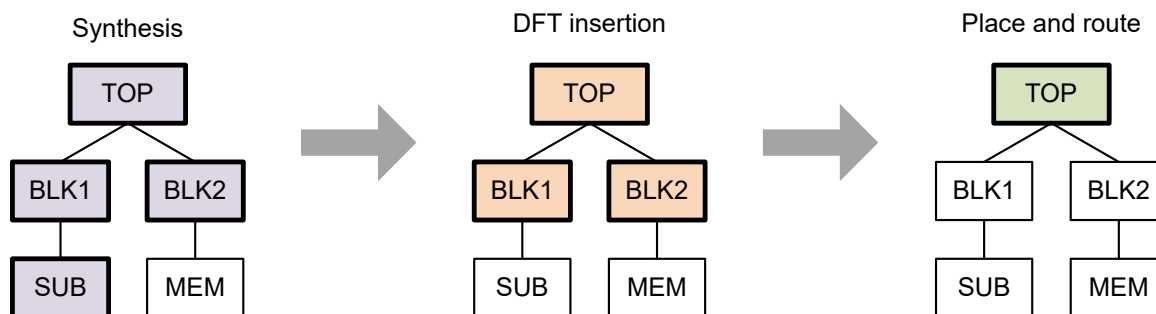 Synthesis
DFT insertion
Place and route
TOP
TOP
TOP
BLK1
BLK2
BLK1
BLK2
BLK1
BLK2
SUB
MEM
SUB
MEM
SUB
MEM